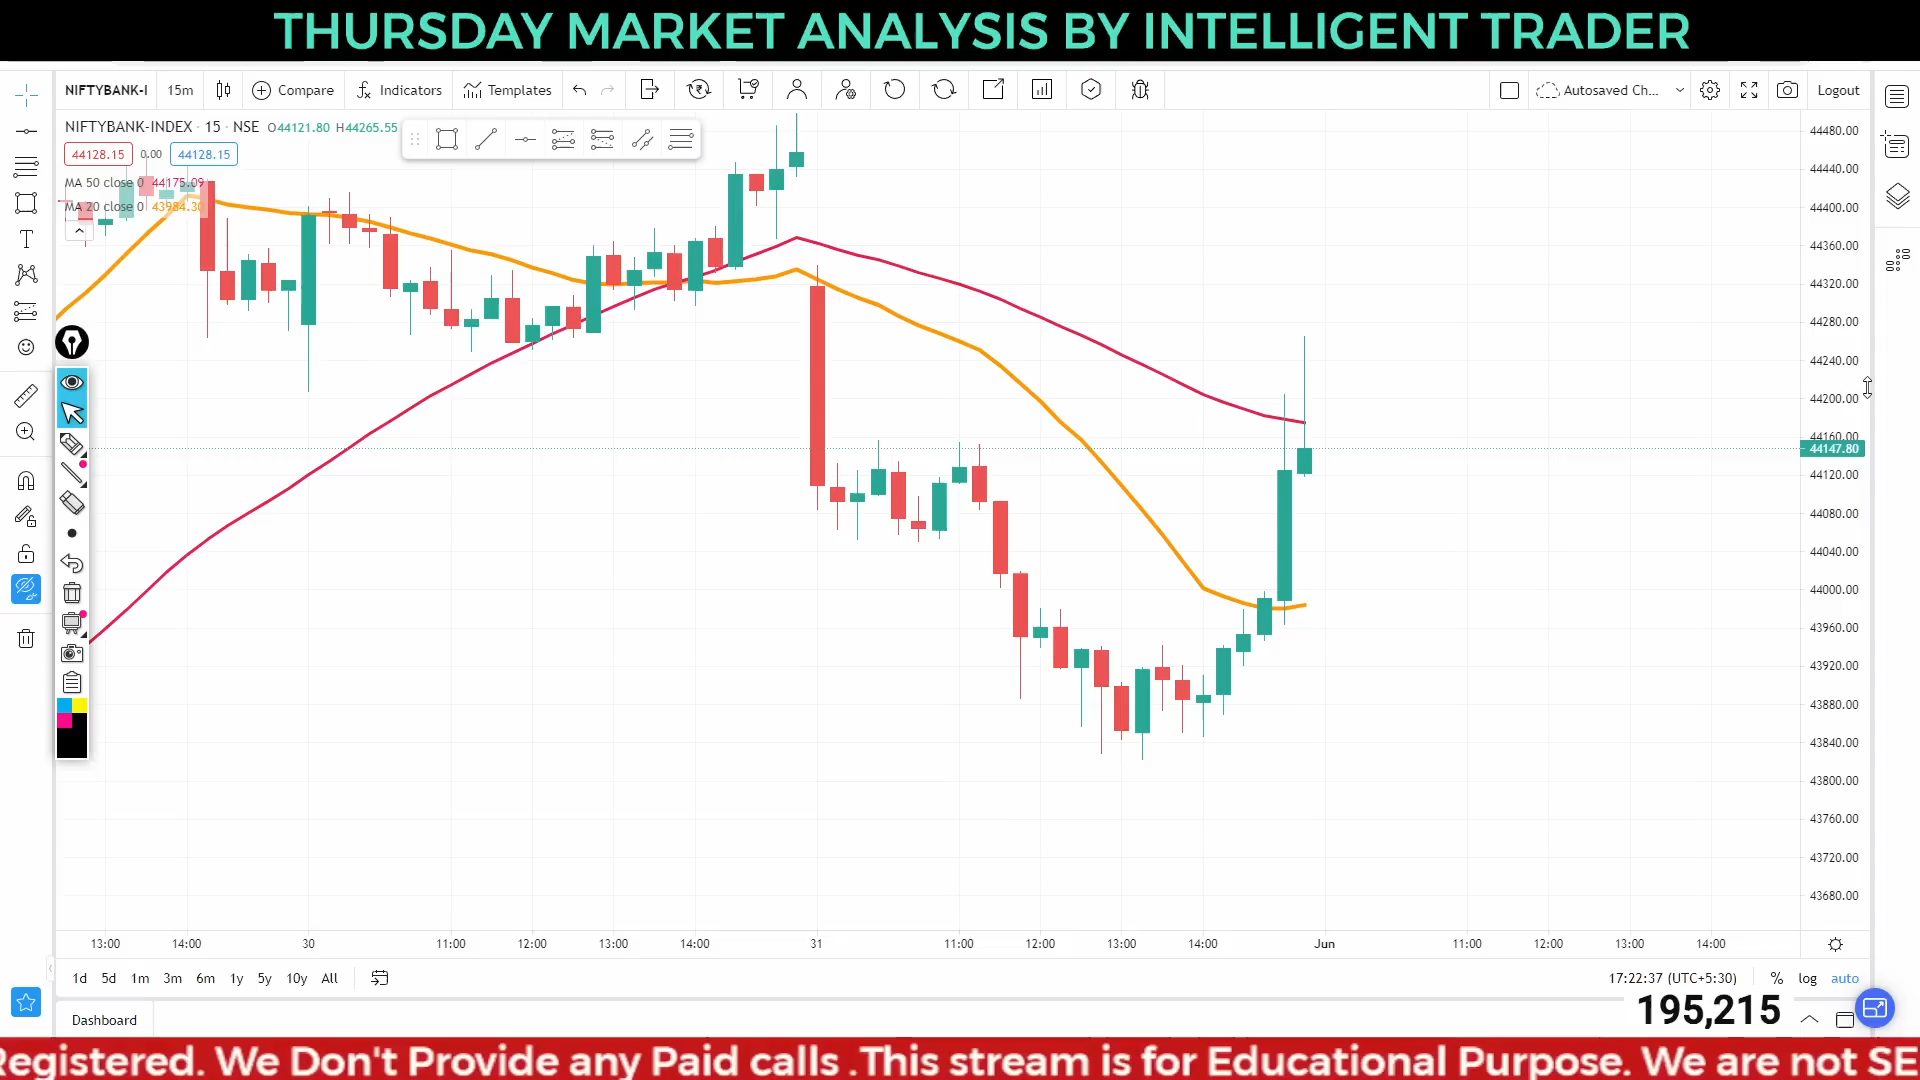 THURSDAY MARKET ANALYSIS BY INTELLIGENT TRADER
NIFTYBANK-I 15m Compare Indicators Templates Autosaved Ch... Logout
NIFTYBANK-INDEX · 15 · NSE O44121.80 H44265.55
44128.15 0.00 44128.15
MA 50 close 0 44175.09
MA 20 close 0 43984.30
T
44480.00
44440.00
44400.00
44360.00
44320.00
44280.00
44240.00
44200.00
44160.00
44147.80
44120.00
44080.00
44040.00
44000.00
43960.00
43920.00
43880.00
43840.00
43800.00
43760.00
43720.00
43680.00
13:00 14:00 30 11:00 12:00 13:00 14:00 31 11:00 12:00 13:00 14:00 Jun 11:00 12:00 13:00 14:00
1d 5d 1m 3m 6m 1y 5y 10y All 17:22:37 (UTC+5:30) % log auto
195,215
Dashboard
Registered. We Don't Provide any Paid calls .This stream is for Educational Purpose. We are not SE